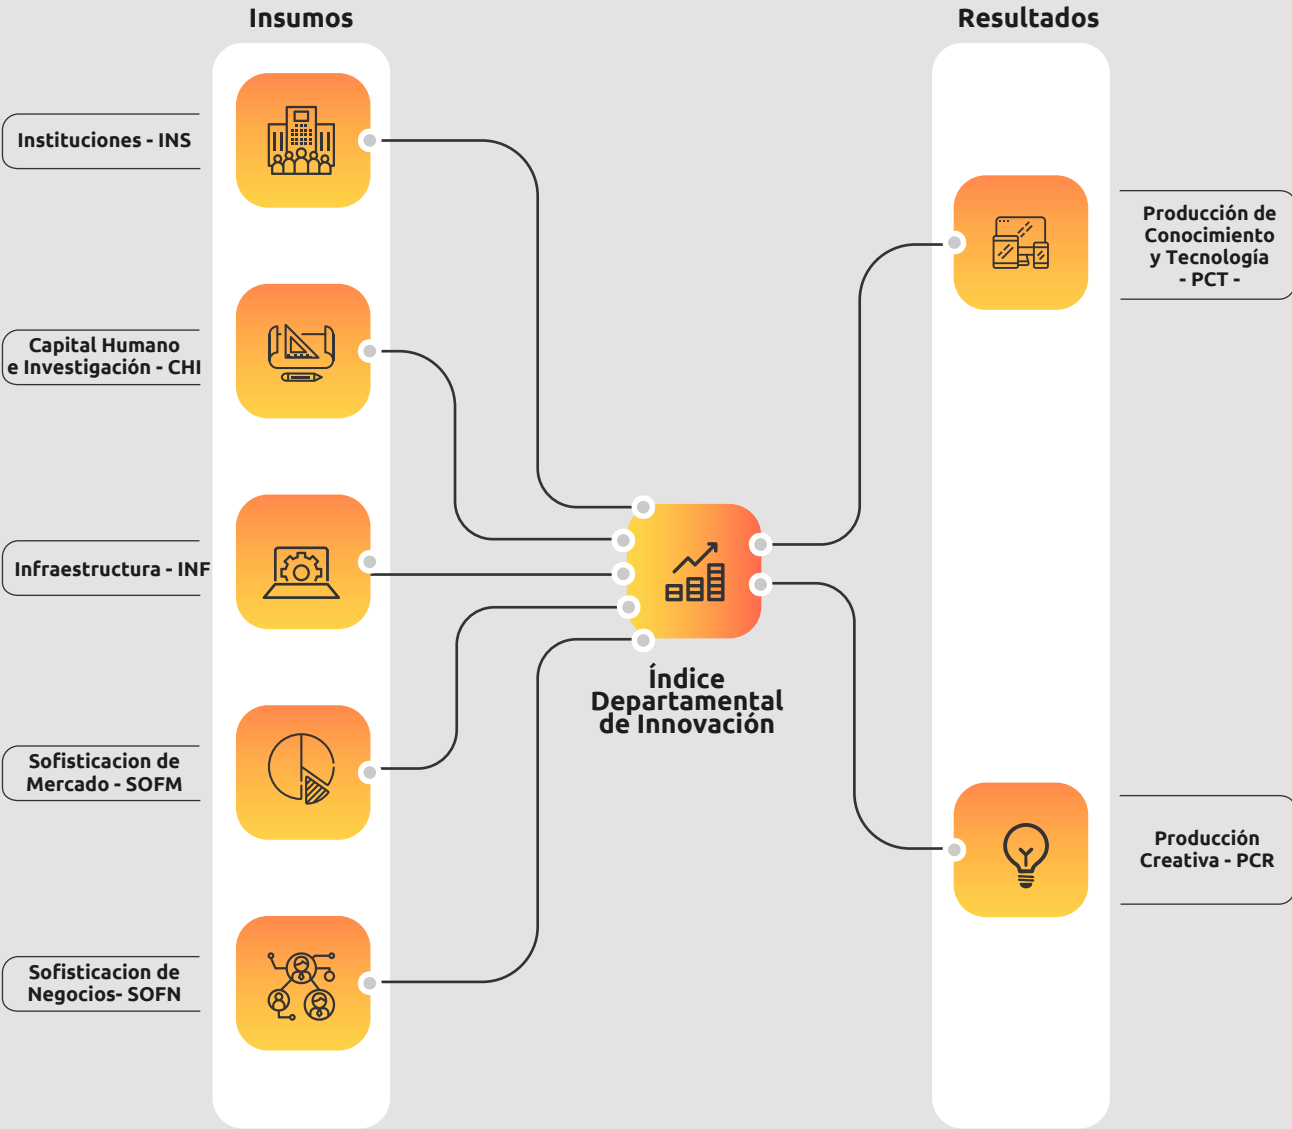 Insumos
Resultados
Instituciones - INS
Capital Humano
e Investigación - CHI
Infraestructura - INF
Sofisticacion de
Mercado - SOFM
Sofisticacion de
Negocios- SOFN
Índice
Departamental
de Innovación
Producción de
Conocimiento
y Tecnología
- PCT -
Producción
Creativa - PCR